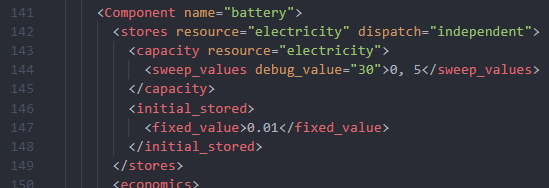 141 <Component name="battery">
142 <stores resource="electricity" dispatch="independent">
143 <capacity resource="electricity">
144 <sweep_values debug_value="30">0, 5</sweep_values>
145 </capacity>
146 <initial_stored>
147 <fixed_value>0.01</fixed_value>
148 </initial_stored>
149 </stores>
150 <economics>